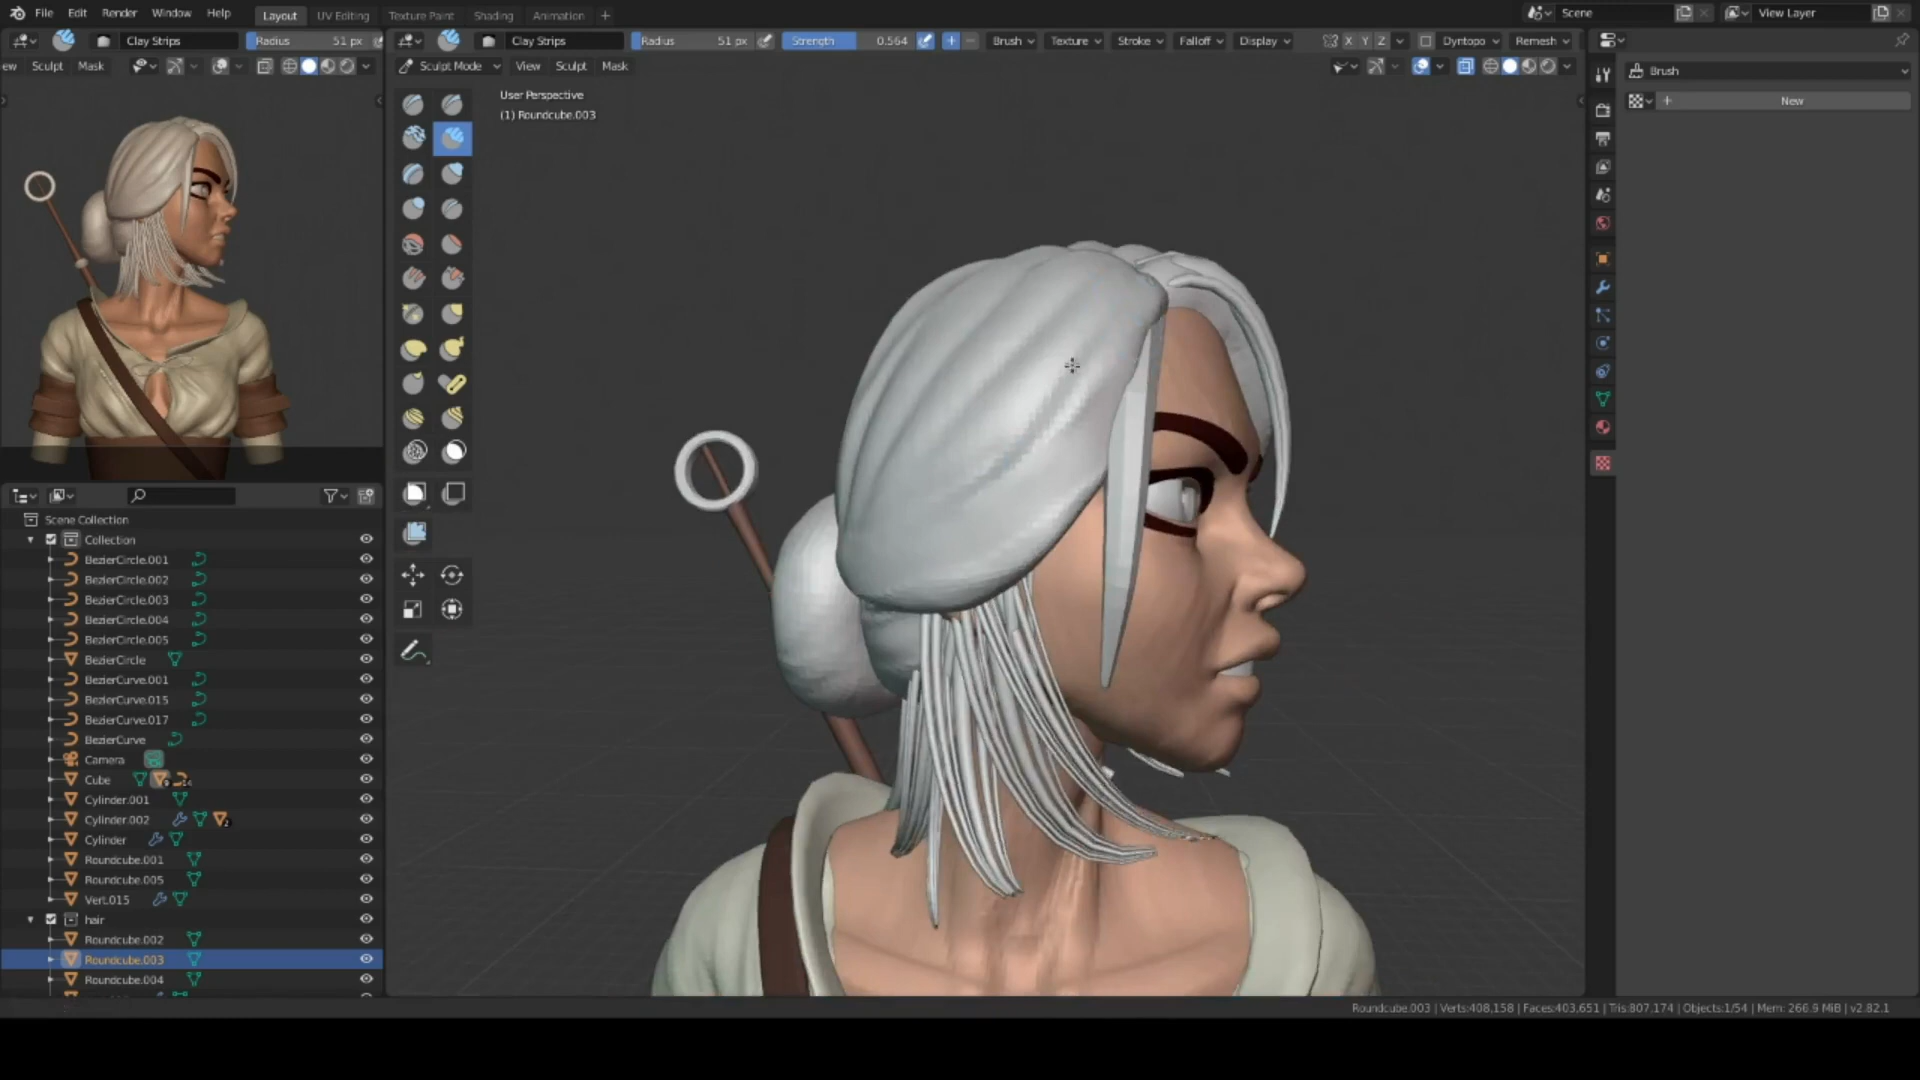 File Edit Render Window Help Layout UV Editing Texture Paint Shading Animation + Scene View Layer
Clay Strips Radius 51 px Clay Strips Radius 51 px Strength 0.564 Brush Texture Stroke Falloff Display X Y Z Dyntopo Remesh
ew Sculpt Mask Sculpt Mode View Sculpt Mask Brush
User Perspective
(1) Roundcube.003
New
Scene Collection
Collection
BezierCircle.001
BezierCircle.002
BezierCircle.003
BezierCircle.004
BezierCircle.005
BezierCircle
BezierCurve.001
BezierCurve.015
BezierCurve.017
BezierCurve
Camera
Cube
Cylinder.001
Cylinder.002
Cylinder
Roundcube.001
Roundcube.005
Vert.015
hair
Roundcube.002
Roundcube.003
Roundcube.004
Roundcube.003 | Verts:408,158 | Faces:403,651 | Tris:807,174 | Objects:1/54 | Mem: 266.9 MiB | v2.82.1